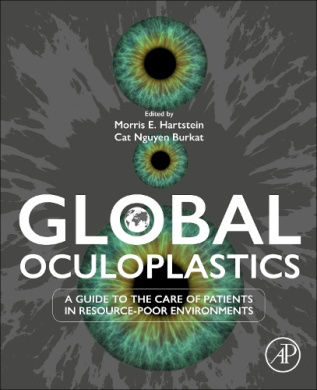 Edited by
Morris E. Hartstein
Cat Nguyen Burkat
GLOBAL
OCULOPLASTICS
A GUIDE TO THE CARE OF PATIENTS
IN RESOURCE-POOR ENVIRONMENTS
AP